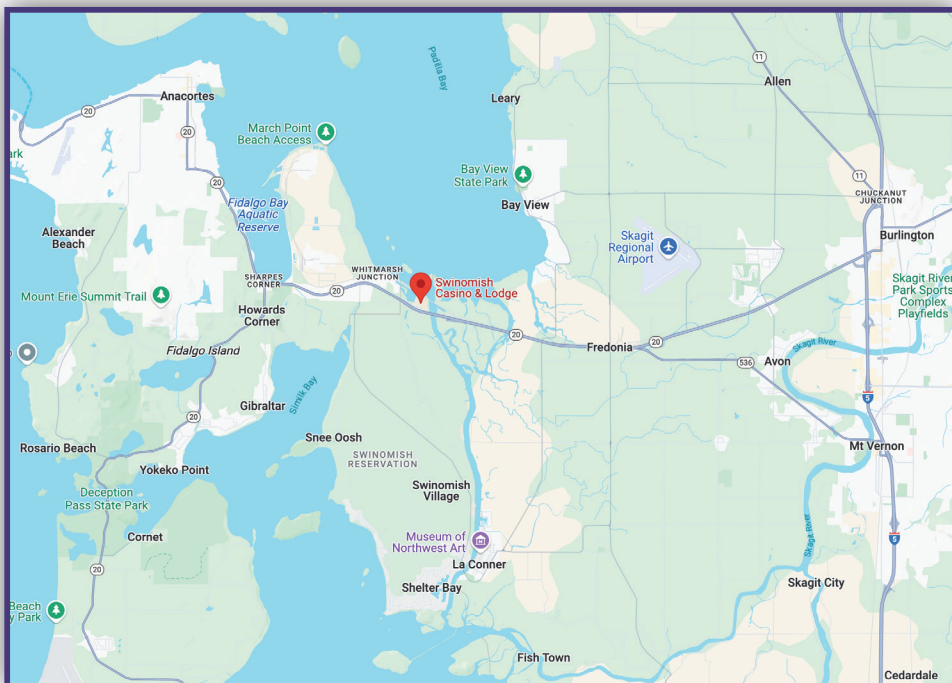 Padilla Bay
11
Allen
Leary
20
Anacortes
20
March Point
Beach Access
ark
Bay View
State Park
11
20
CHUCKANUT
JUNCTION
Fidalgo Bay
Aquatic
Reserve
Bay View
Alexander
Beach
Skagit
Regional
Airport
Burlington
WHITMARSH
JUNCTION
SHARPES
CORNER
Swinomish
Casino & Lodge
Skagit River
Park Sports
Complex
Playfields
Mount Erie Summit Trail
20
Howards
Corner
20
Skagit River
Fredonia
20
Fidalgo Island
536
Avon
Similk Bay
5
Gibraltar
20
Snee Oosh
Mt Vernon
Rosario Beach
SWINOMISH
RESERVATION
Yokeko Point
Swinomish
Village
Deception
Pass State Park
Skagit River
Cornet
Museum of
Northwest Art
5
La Conner
20
Shelter Bay
Skagit City
Beach
y Park
Fish Town
Cedardale